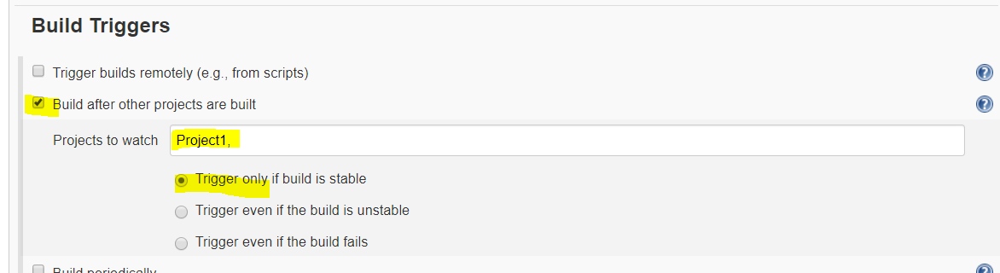 Build Triggers
Trigger builds remotely (e.g., from scripts)
?
Build after other projects are built
?
Projects to watch Project1,
Trigger only if build is stable
Trigger even if the build is unstable
Trigger even if the build fails
Build periodically
?